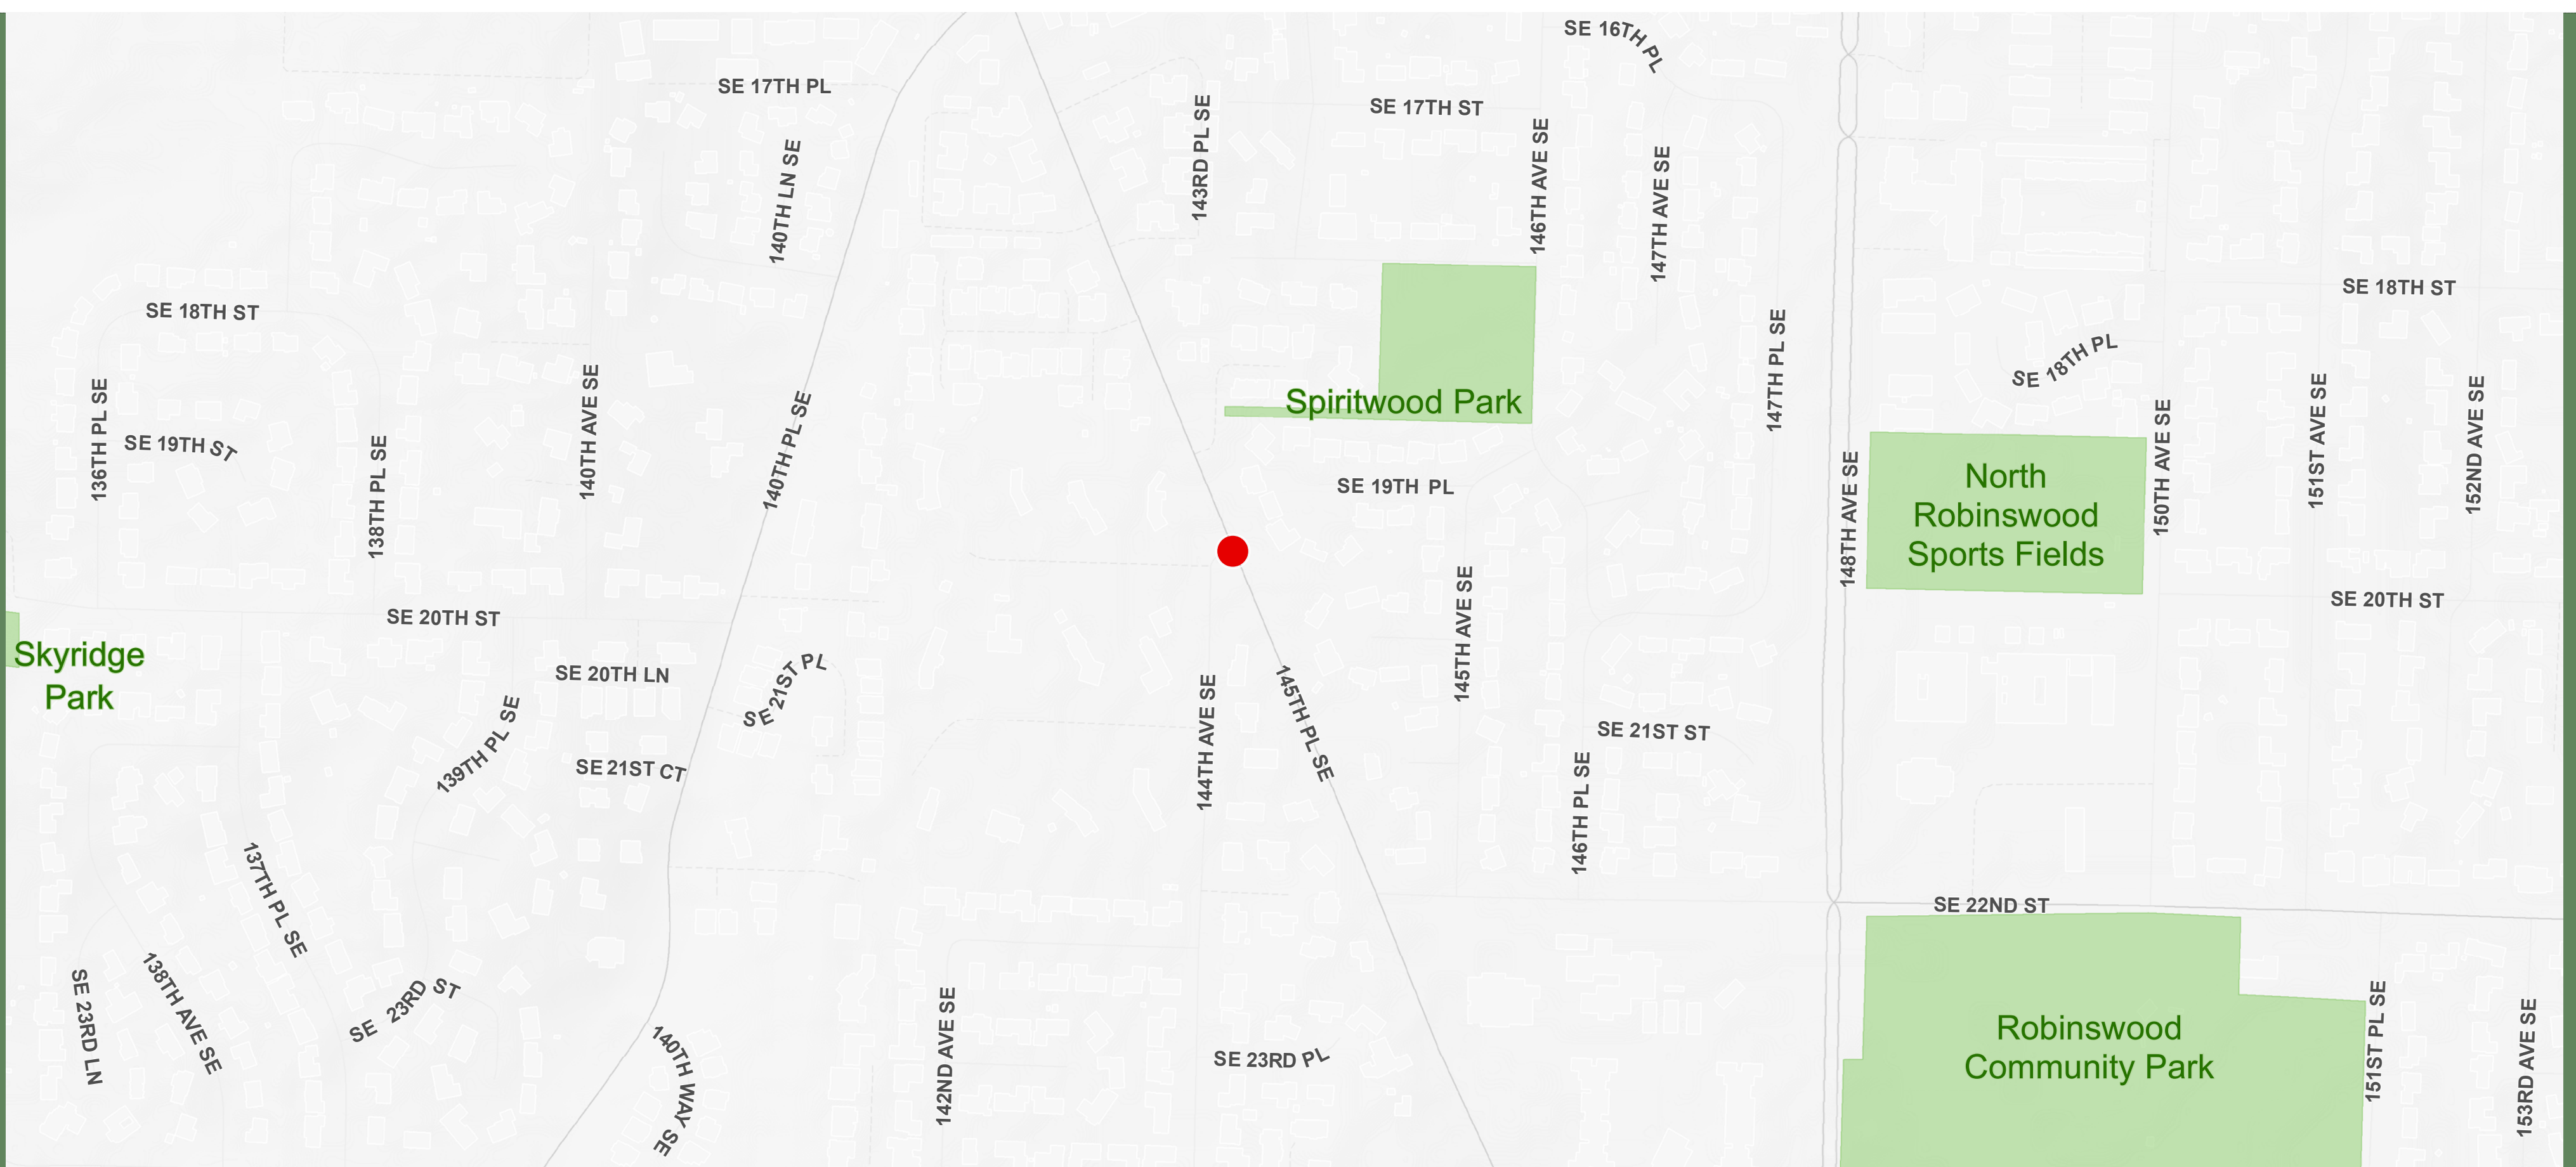 SE 16TH PL
SE 17TH PL
SE 17TH ST
143RD PL SE
140TH LN SE
146TH AVE SE
147TH AVE SE
SE 18TH ST
SE 18TH ST
SE 18TH PL
147TH PL SE
136TH PL SE
SE 19TH ST
138TH PL SE
140TH AVE SE
140TH PL SE
Spiritwood Park
SE 19TH PL
148TH AVE SE
North
Robinswood
Sports Fields
150TH AVE SE
151ST AVE SE
152ND AVE SE
SE 20TH ST
SE 20TH ST
Skyridge
Park
SE 20TH LN
SE 21ST PL
145TH AVE SE
139TH PL SE
SE 21ST CT
144TH AVE SE
145TH PL SE
SE 21ST ST
146TH PL SE
137TH PL SE
SE 22ND ST
138TH AVE SE
SE 23RD LN
SE 23RD ST
140TH WAY SE
142ND AVE SE
SE 23RD PL
Robinswood
Community Park
151ST PL SE
153RD AVE SE